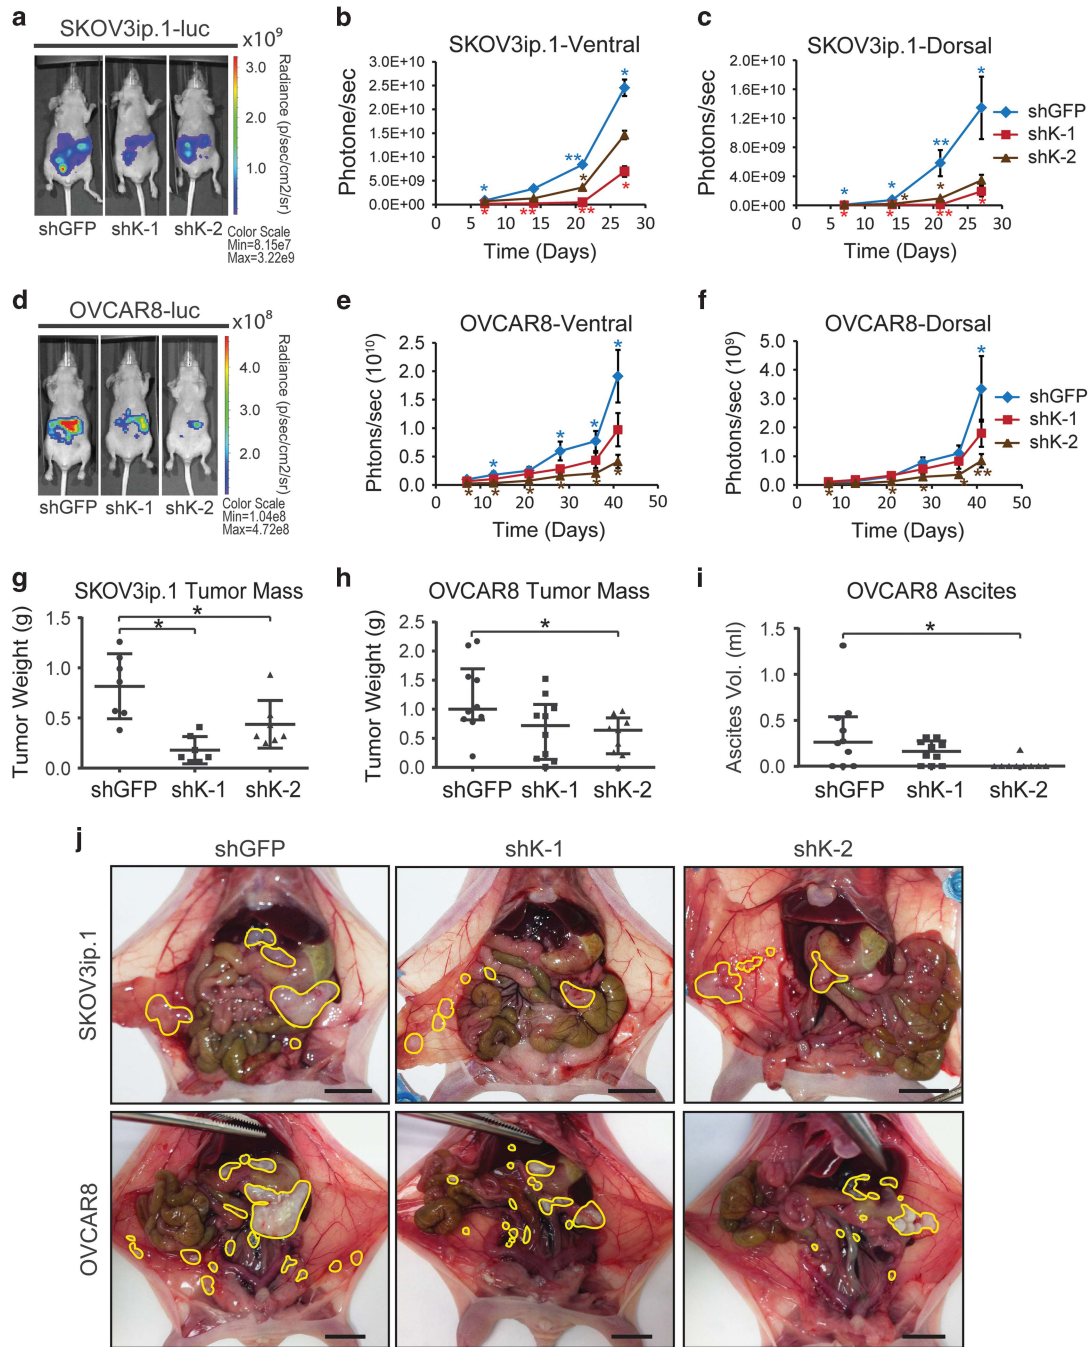 a
SKOV3ip.1-luc
x10^9
3.0
2.0
1.0
Radiance (p/sec/cm2/sr)
shGFP shK-1 shK-2
Color Scale
Min=8.15e7
Max=3.22e9
b
SKOV3ip.1-Ventral
Photone/sec
3.0E+10
2.5E+10
2.0E+10
1.5E+10
1.0E+10
5.0E+09
0.0E+00
* ** * * * ** ** *
0 5 10 15 20 25 30
Time (Days)
c
SKOV3ip.1-Dorsal
Photons/sec
2.0E+10
1.6E+10
1.2E+10
8.0E+09
4.0E+09
0.0E+00
* * ** * * * * ** ** *
0 5 10 15 20 25 30
Time (Days)
shGFP
shK-1
shK-2
d
OVCAR8-luc
x10^8
4.0
3.0
2.0
Radiance (p/sec/cm2/sr)
shGFP shK-1 shK-2
Color Scale
Min=1.04e8
Max=4.72e8
e
OVCAR8-Ventral
Phtons/sec (10^10)
2.5
2.0
1.5
1.0
0.5
0.0
* * * * * * * * * *
0 10 20 30 40 50
Time (Days)
f
OVCAR8-Dorsal
Photons/sec (10^9)
5.0
4.0
3.0
2.0
1.0
0.0
* * * * * **
0 10 20 30 40 50
Time (Days)
shGFP
shK-1
shK-2
g
SKOV3ip.1 Tumor Mass
Tumor Weight (g)
1.5
1.0
0.5
0.0
*
*
shGFP shK-1 shK-2
h
OVCAR8 Tumor Mass
Tumor Weight (g)
2.5
2.0
1.5
1.0
0.5
0.0
*
shGFP shK-1 shK-2
i
OVCAR8 Ascites
Ascites Vol. (ml)
1.5
1.0
0.5
0.0
*
shGFP shK-1 shK-2
j
shGFP shK-1 shK-2
SKOV3ip.1
OVCAR8